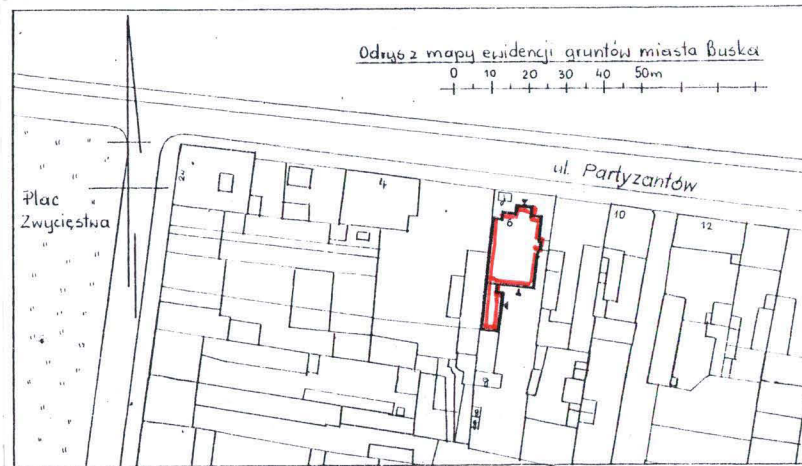 Odrys z mapy ewidencji gruntów miasta Buska
0 10 20 30 40 50m
ul. Partyzantów
Plac
Zwycięstwa
23
4
6
10
12